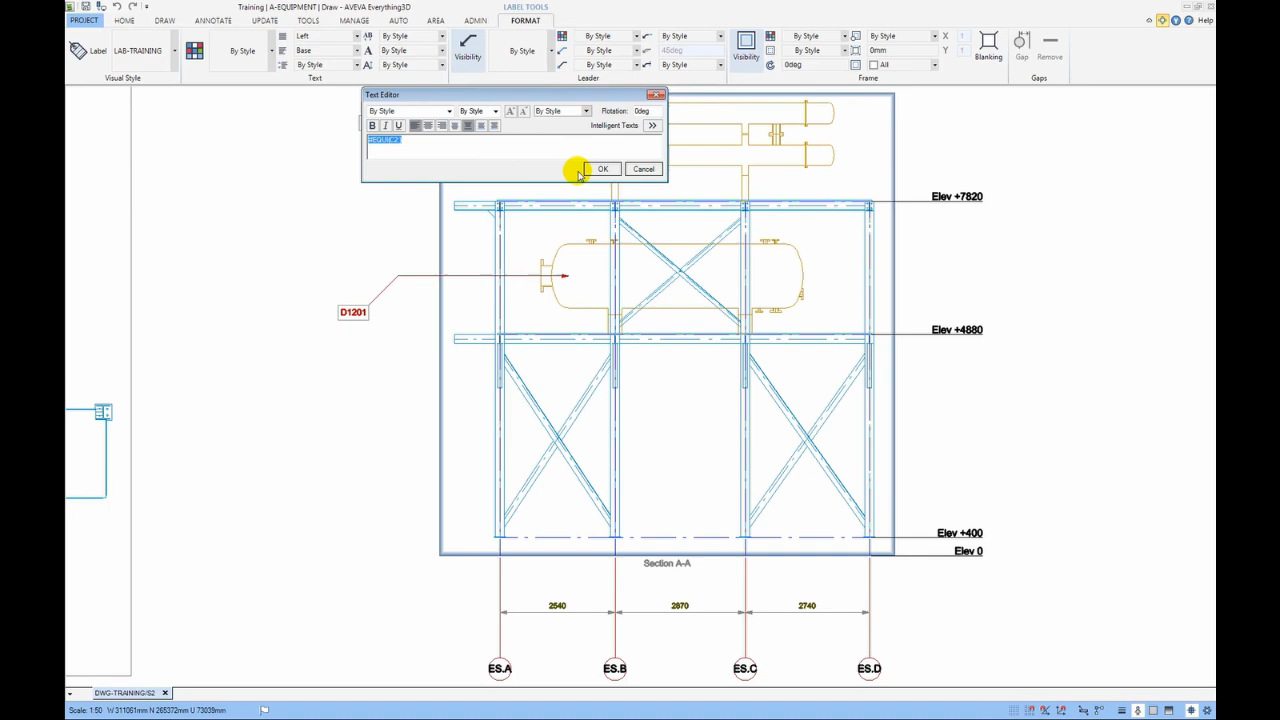 Training | A-EQUIPMENT | Draw - AVEVA Everything3D
LABEL TOOLS
PROJECT HOME DRAW ANNOTATE UPDATE TOOLS MANAGE AUTO AREA ADMIN FORMAT Help
Label LAB-TRAINING By Style Left By Style Visibility By Style By Style By Style Visibility By Style By Style X 1 Blanking Gap Remove
Base By Style By Style 45deg By Style 0mm Y 1
By Style By Style By Style By Style 0deg All
Visual Style Text Leader Frame Gaps
Text Editor
By Style By Style By Style Rotation: 0deg
B I U Intelligent Texts
OK Cancel
Elev +7820
D1201
Elev +4880
Elev +400
Elev 0
Section A-A
2540 2870 2740
ES.A ES.B ES.C ES.D
DWG-TRAINING/S2
Scale: 1:50 W 311051mm N 265372mm U 73039mm